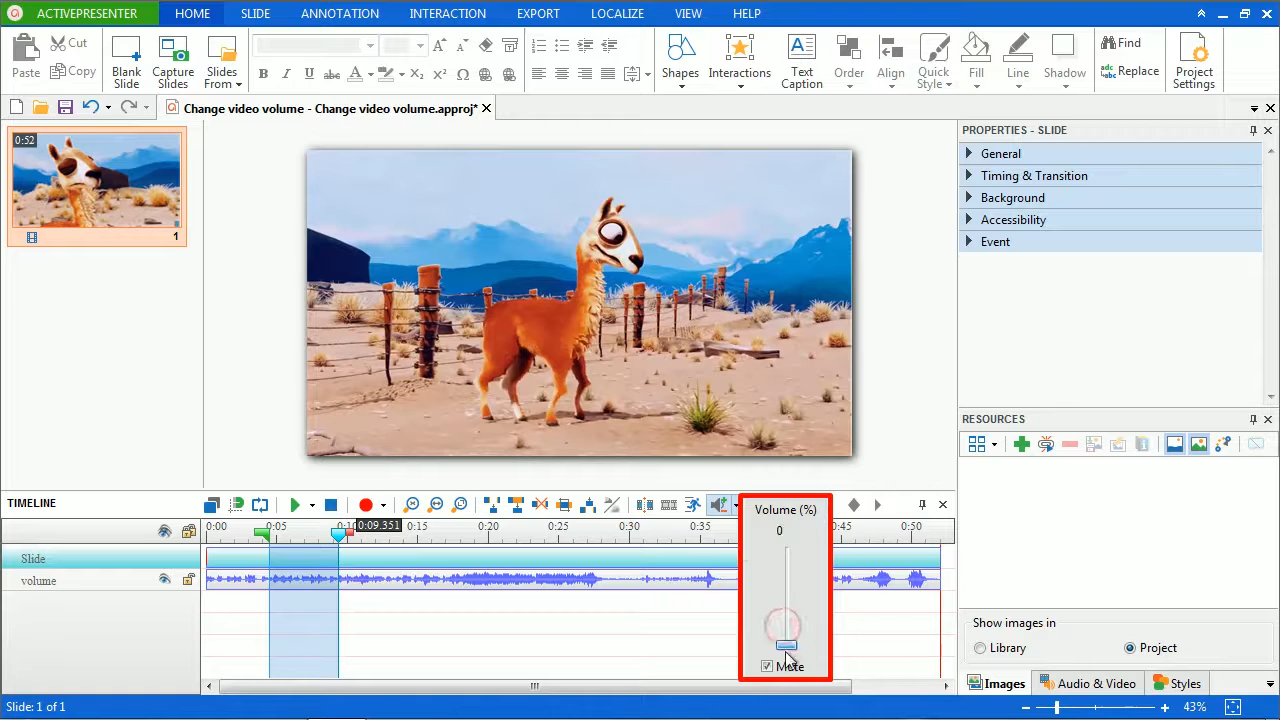 ACTIVEPRESENTER HOME SLIDE ANNOTATION INTERACTION EXPORT LOCALIZE VIEW HELP
Paste Cut Copy Blank Slide Capture Slides Slides From Shapes Interactions Text Caption Order Align Quick Style Fill Line Shadow Find Replace Project Settings
Change video volume - Change video volume.approj*
0:52
1
PROPERTIES - SLIDE
General
Timing & Transition
Background
Accessibility
Event
RESOURCES
TIMELINE
Volume (%)
0
0:00 0:05 0:10 0:09.351 0:15 0:20 0:25 0:30 0:35 0:45 0:50
Slide
volume
Mute
Show images in
Library Project
Images Audio & Video Styles
Slide: 1 of 1 43%